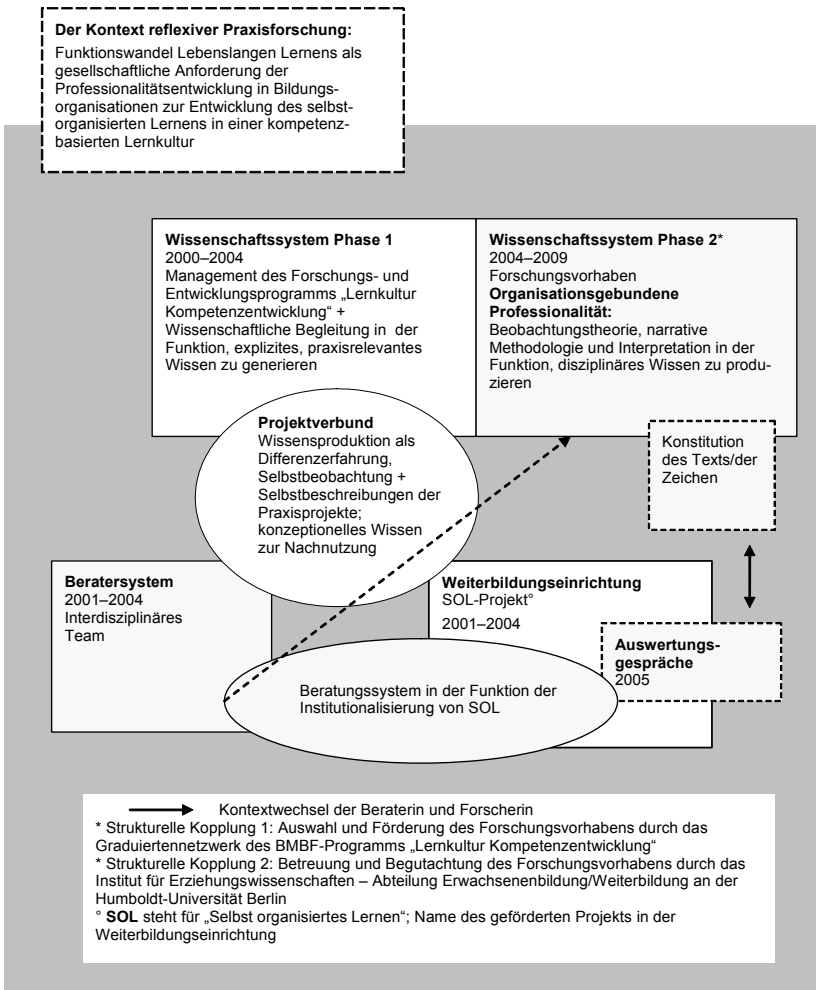 Der Kontext reflexiver Praxisforschung:
Funktionswandel Lebenslangen Lernens als
gesellschaftliche Anforderung der
Professionalitätsentwicklung in Bildungs-
organisationen zur Entwicklung des selbst-
organisierten Lernens in einer kompetenz-
basierten Lernkultur
Wissenschaftssystem Phase 1
2000–2004
Management des Forschungs- und
Entwicklungsprogramms „Lernkultur
Kompetenzentwicklung“ +
Wissenschaftliche Begleitung in der
Funktion, explizites, praxisrelevantes
Wissen zu generieren
Wissenschaftssystem Phase 2*
2004–2009
Forschungsvorhaben
Organisationsgebundene
Professionalität:
Beobachtungstheorie, narrative
Methodologie und Interpretation in der
Funktion, disziplinäres Wissen zu produ-
zieren
Projektverbund
Wissensproduktion als
Differenzerfahrung,
Selbstbeobachtung +
Selbstbeschreibungen der
Praxisprojekte;
konzeptionelles Wissen
zur Nachnutzung
Konstitution
des Texts/der
Zeichen
Beratersystem
2001–2004
Interdisziplinäres
Team
Weiterbildungseinrichtung
SOL-Projekt°
2001–2004
Auswertungs-
gespräche
2005
Beratungssystem in der Funktion der
Institutionalisierung von SOL
Kontextwechsel der Beraterin und Forscherin
* Strukturelle Kopplung 1: Auswahl und Förderung des Forschungsvorhabens durch das
Graduiertennetzwerk des BMBF-Programms „Lernkultur Kompetenzentwicklung“
* Strukturelle Kopplung 2: Betreuung und Begutachtung des Forschungsvorhabens durch das
Institut für Erziehungswissenschaften – Abteilung Erwachsenenbildung/Weiterbildung an der
Humboldt-Universität Berlin
° SOL steht für „Selbst organisiertes Lernen“; Name des geförderten Projekts in der
Weiterbildungseinrichtung